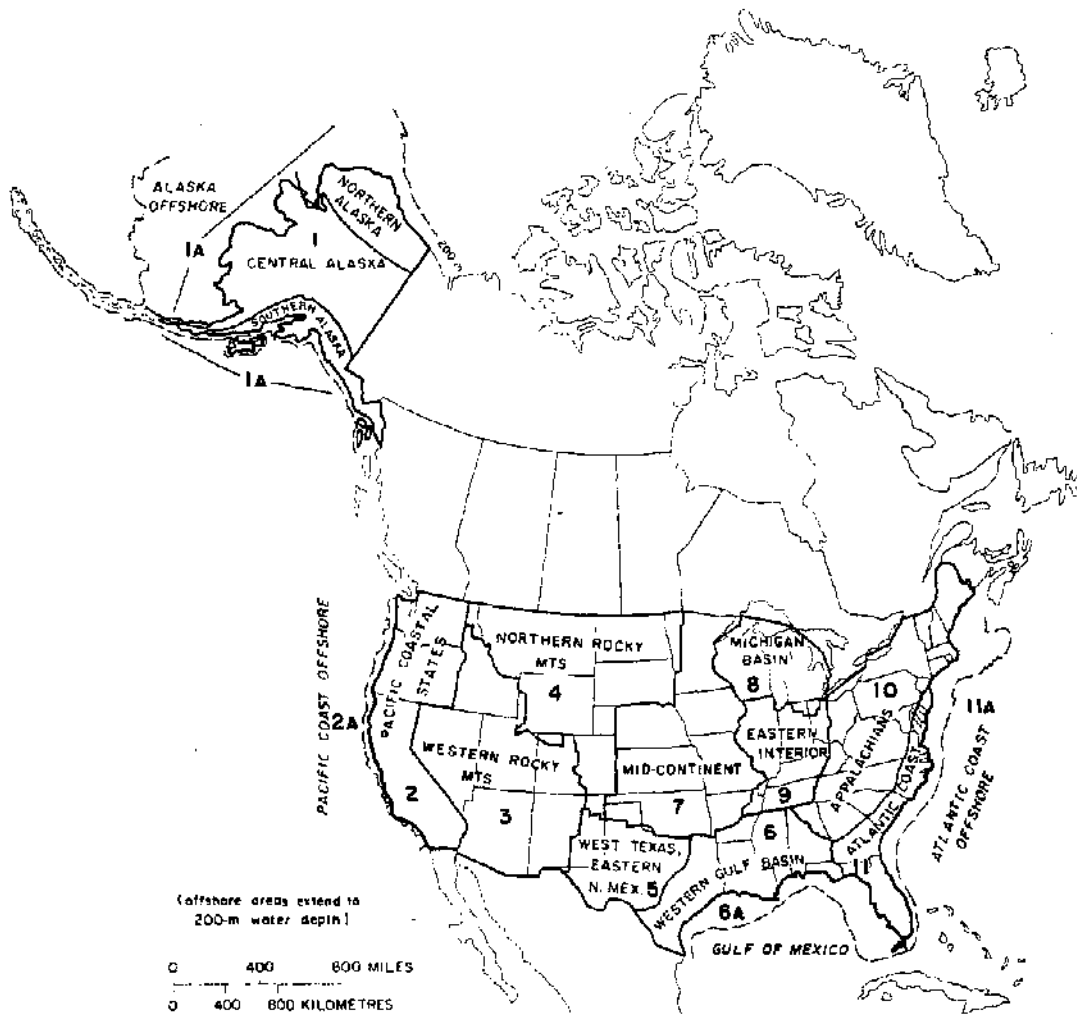 ALASKA
OFFSHORE
NORTHERN
ALASKA
1A
1
CENTRAL ALASKA
200
SOUTHERN ALASKA
1A
PACIFIC COAST OFFSHORE
2A
PACIFIC COASTAL
STATES
2
NORTHERN ROCKY
MTS
4
WESTERN ROCKY
MTS
3
MICHIGAN
BASIN
8
EASTERN
INTERIOR
9
MID-CONTINENT
7
10
APPALACHIANS
ATLANTIC COAST
11
11A
ATLANTIC COAST
OFFSHORE
WEST TEXAS,
EASTERN
N. MEX. 5
6
WESTERN GULF BASIN
6A
GULF OF MEXICO
(offshore areas extend to
200-m water depth)
0 400 800 MILES
0 400 800 KILOMETRES